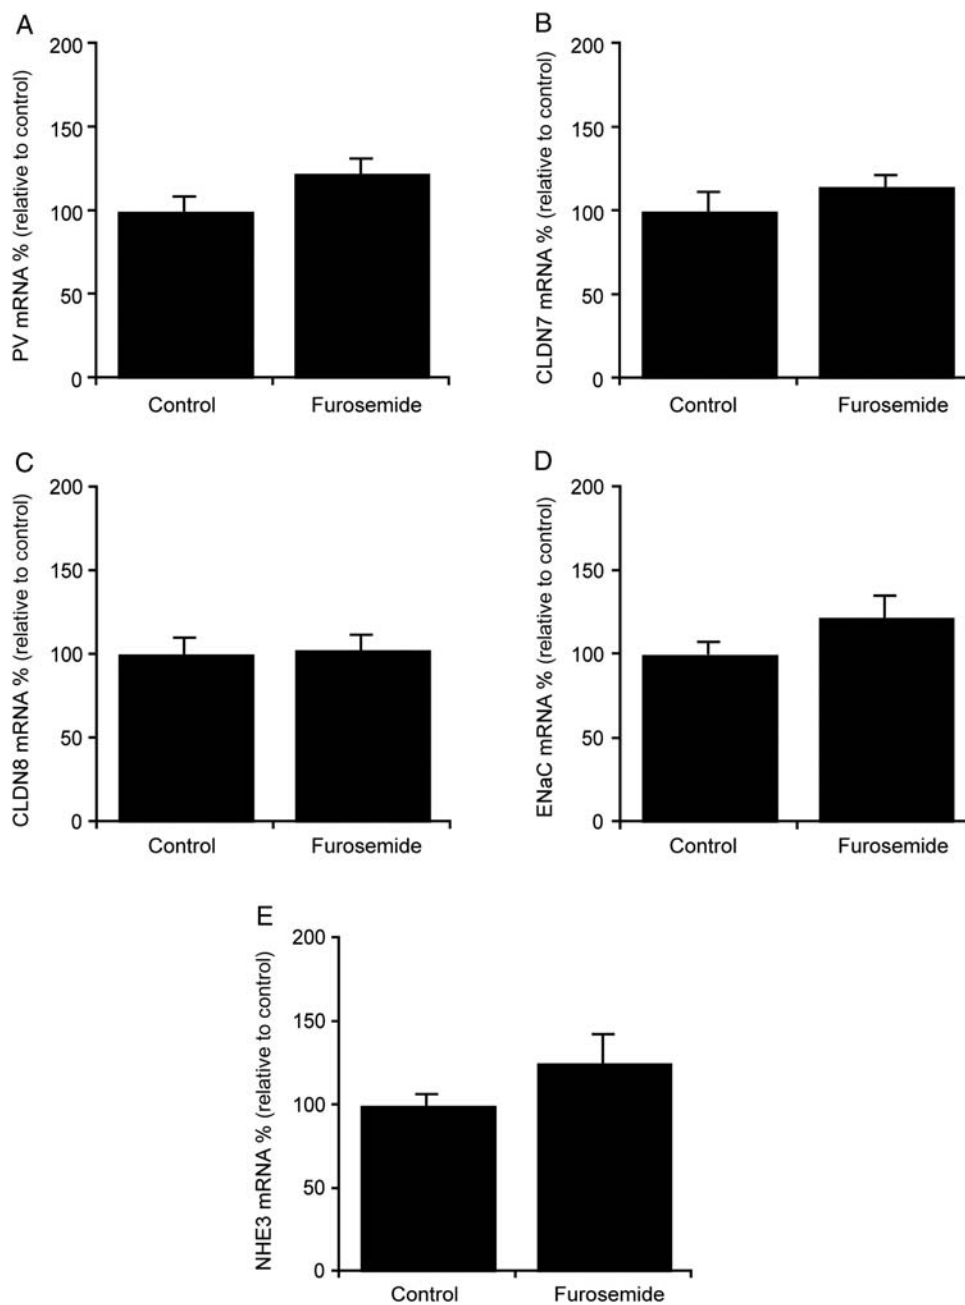 A
PV mRNA % (relative to control)
200
150
100
50
0
Control Furosemide
B
CLDN7 mRNA % (relative to control)
200
150
100
50
0
Control Furosemide
C
CLDN8 mRNA % (relative to control)
200
150
100
50
0
Control Furosemide
D
ENaC mRNA % (relative to control)
200
150
100
50
0
Control Furosemide
E
NHE3 mRNA % (relative to control)
200
150
100
50
0
Control Furosemide